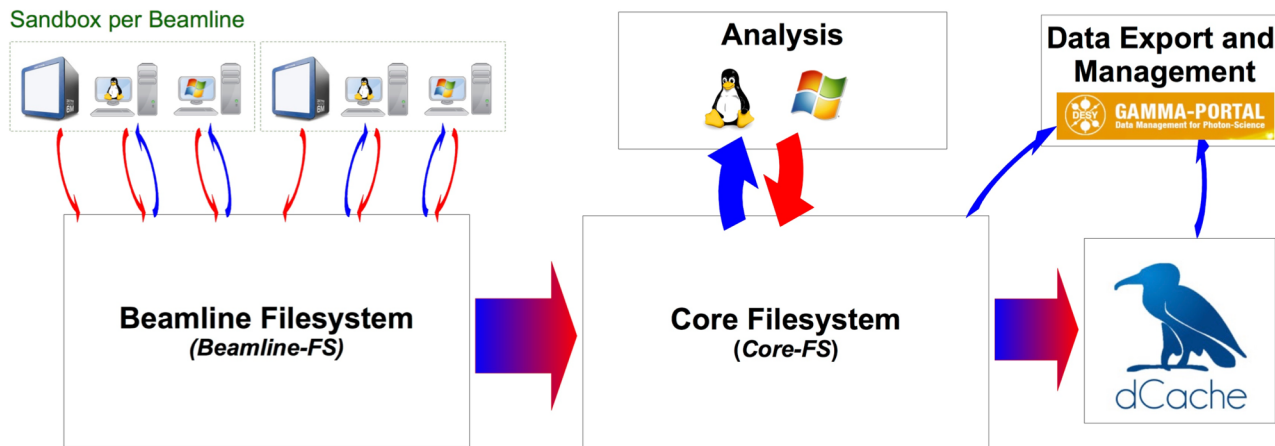 Sandbox per Beamline
Analysis
Data Export and
Management
DESY
GAMMA-PORTAL
Data Management for Photon-Science
Beamline Filesystem
(Beamline-FS)
Core Filesystem
(Core-FS)
dCache